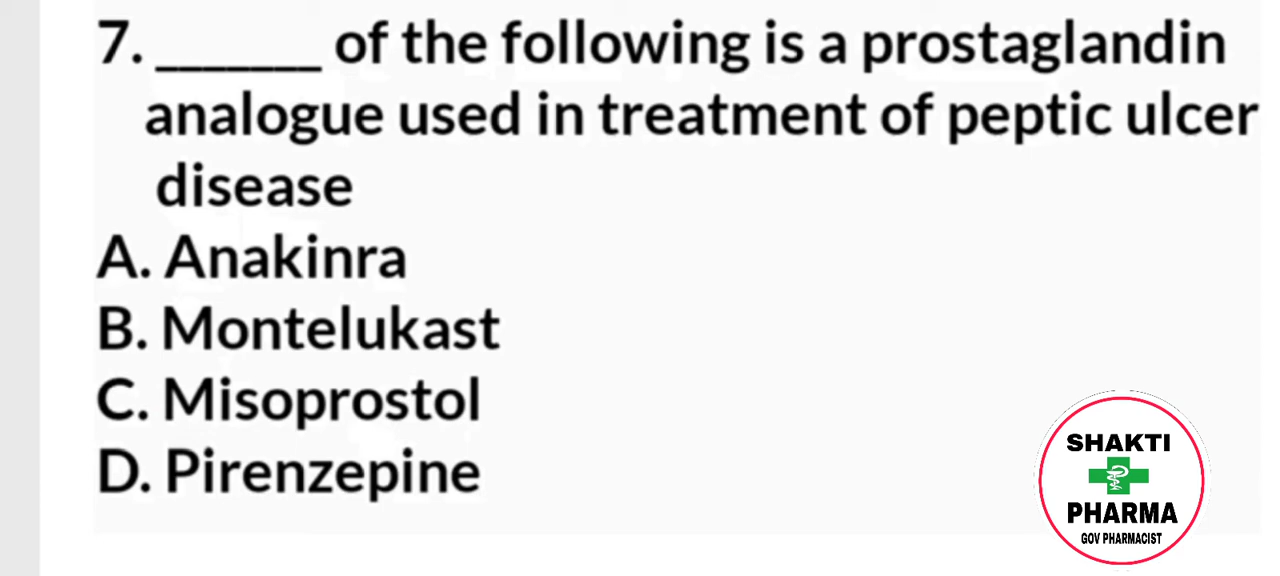 7. _______ of the following is a prostaglandin
analogue used in treatment of peptic ulcer
disease
A. Anakinra
B. Montelukast
C. Misoprostol
D. Pirenzepine
SHAKTI
PHARMA
GOV PHARMACIST